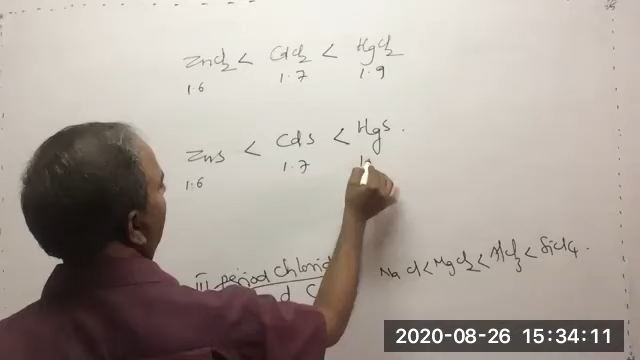 ZnCl2 < CdCl2 < HgCl2
1.6 1.7 1.9
ZnS < CdS < HgS.
1.6 1.7 1
III period Chlorid
NaCl < MgCl2 < AlCl3 < SiCl4.
2020-08-26 15:34:11